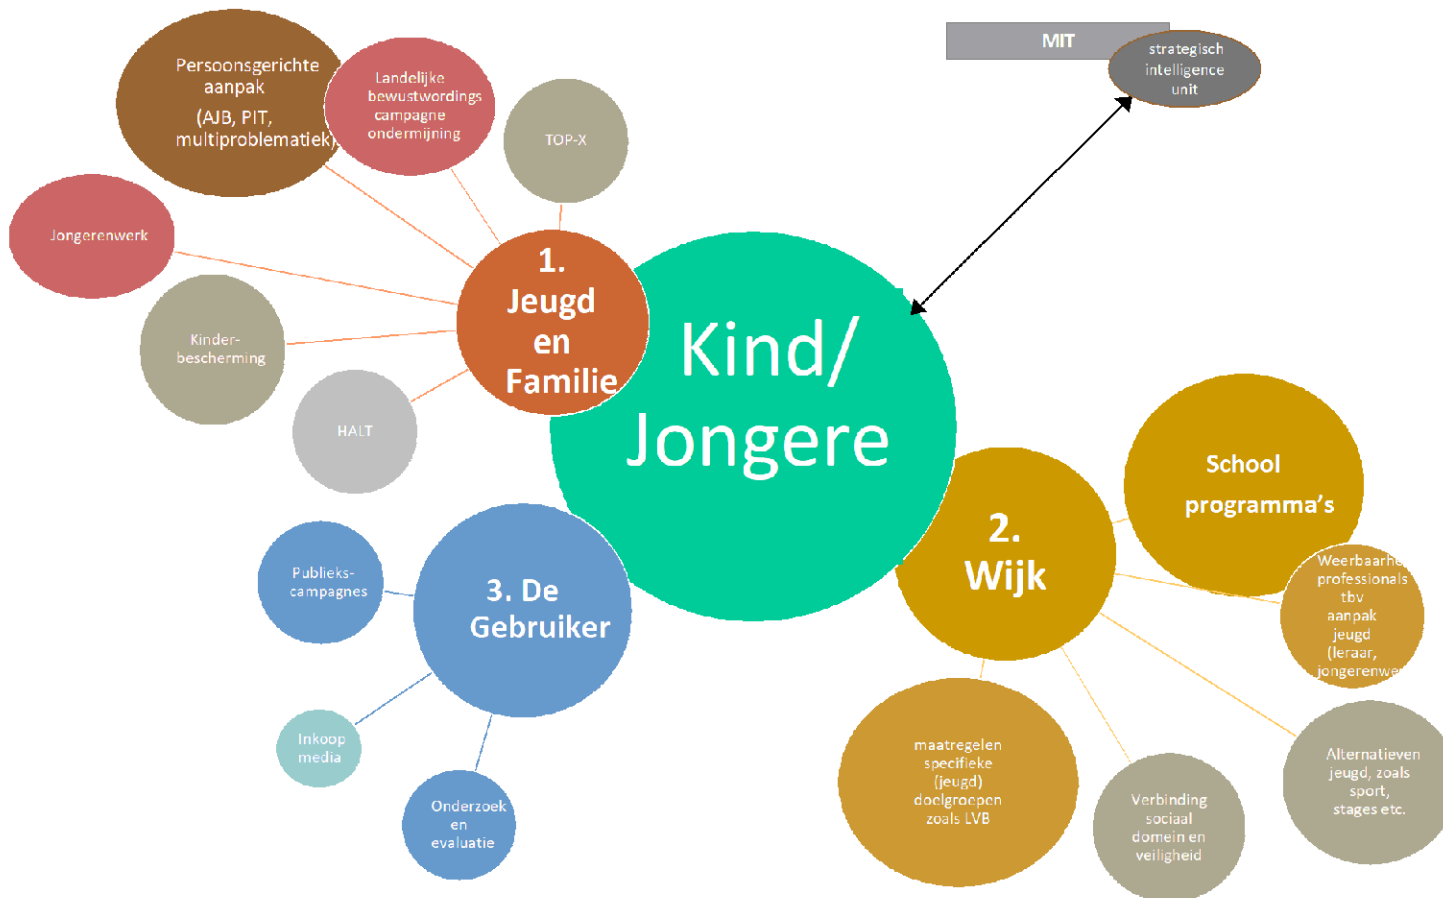 Persoonsgerichte
aanpak
(AJB, PIT,
multiproblematiek)
Landelijke
bewustwordings
campagne
ondermijning
TOP-X
MIT
strategisch
intelligence
unit
Jongerenwerk
Kinder-
bescherming
HALT
1.
Jeugd
en
Familie
Kind/
Jongere
School
programma's
2.
Wijk
Weerbaarhe
professionals
tbv
aanpak
jeugd
(leraar,
jongerenwer
3. De
Gebruiker
Publieks-
campagnes
Inkoop
media
Onderzoek
en
evaluatie
maatregelen
specifieke
(jeugd)
doelgroepen
zoals LVB
Verbinding
sociaal
domein en
veiligheid
Alternatieven
jeugd, zoals
sport,
stages etc.